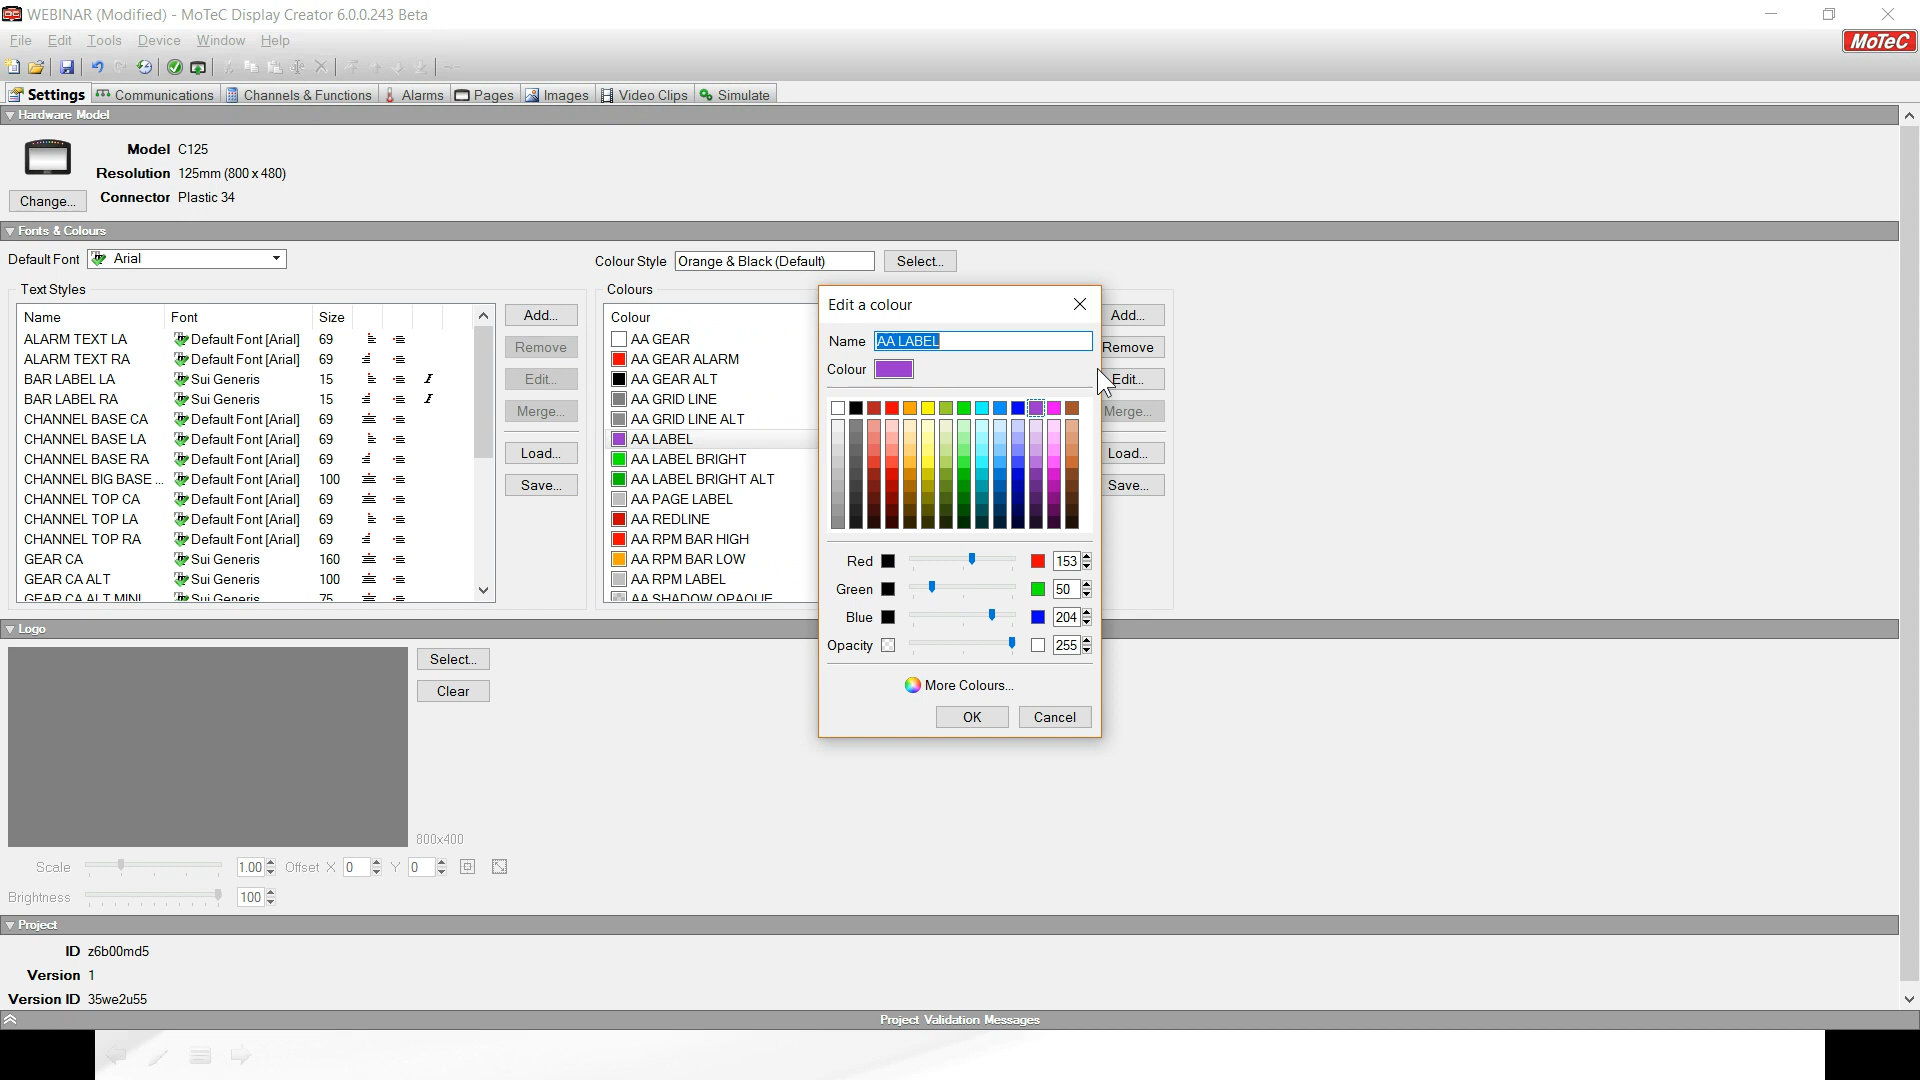 WEBINAR (Modified) - MoTeC Display Creator 6.0.0.243 Beta
File Edit Tools Device Window Help
MoTeC
Settings Communications Channels & Functions Alarms Pages Images Video Clips Simulate
Hardware Model
Model C125
Resolution 125mm (800 x 480)
Change... Connector Plastic 34
Fonts & Colours
Default Font Arial
Colour Style Orange & Black (Default) Select...
Text Styles
Name Font Size
ALARM TEXT LA Default Font [Arial] 69
ALARM TEXT RA Default Font [Arial] 69
BAR LABEL LA Sui Generis 15
BAR LABEL RA Sui Generis 15
CHANNEL BASE CA Default Font [Arial] 69
CHANNEL BASE LA Default Font [Arial] 69
CHANNEL BASE RA Default Font [Arial] 69
CHANNEL BIG BASE ... Default Font [Arial] 100
CHANNEL TOP CA Default Font [Arial] 69
CHANNEL TOP LA Default Font [Arial] 69
CHANNEL TOP RA Default Font [Arial] 69
GEAR CA Sui Generis 160
GEAR CA ALT Sui Generis 100
GEAR CA ALT MINI Sui Generis 75
Add...
Remove
Edit...
Merge...
Load...
Save...
Colours
Colour
AA GEAR
AA GEAR ALARM
AA GEAR ALT
AA GRID LINE
AA GRID LINE ALT
AA LABEL
AA LABEL BRIGHT
AA LABEL BRIGHT ALT
AA PAGE LABEL
AA REDLINE
AA RPM BAR HIGH
AA RPM BAR LOW
AA RPM LABEL
AA SHADOW OPAQUE
Edit a colour
Name AA LABEL
Colour
Red 153
Green 50
Blue 204
Opacity 255
More Colours...
OK Cancel
Add...
Remove
Edit...
Merge...
Load...
Save...
Logo
Select...
Clear
800x400
Scale 1.00 Offset X 0 Y 0
Brightness 100
Project
ID z6b00md5
Version 1
Version ID 35we2u55
Project Validation Messages